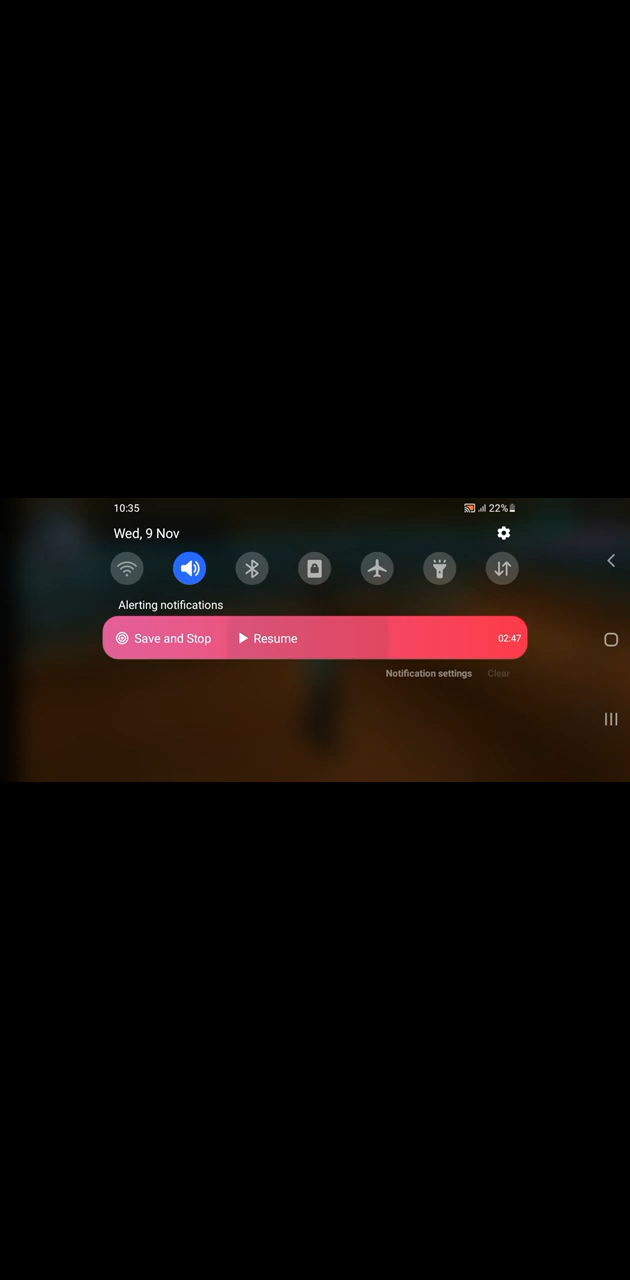 10:35 22%
Wed, 9 Nov
Alerting notifications
Save and Stop Resume 02:47
Notification settings Clear